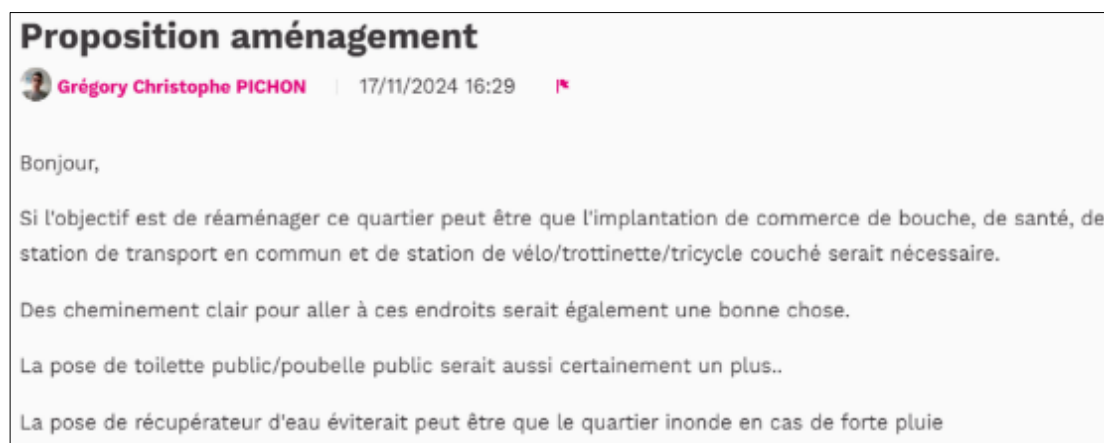 Proposition aménagement
Grégory Christophe PICHON 17/11/2024 16:29
Bonjour,
Si l'objectif est de réaménager ce quartier peut être que l'implantation de commerce de bouche, de santé, de
station de transport en commun et de station de vélo/trottinette/tricycle couché serait nécessaire.
Des cheminement clair pour aller à ces endroits serait également une bonne chose.
La pose de toilette public/poubelle public serait aussi certainement un plus..
La pose de récupérateur d'eau éviterait peut être que le quartier inonde en cas de forte pluie